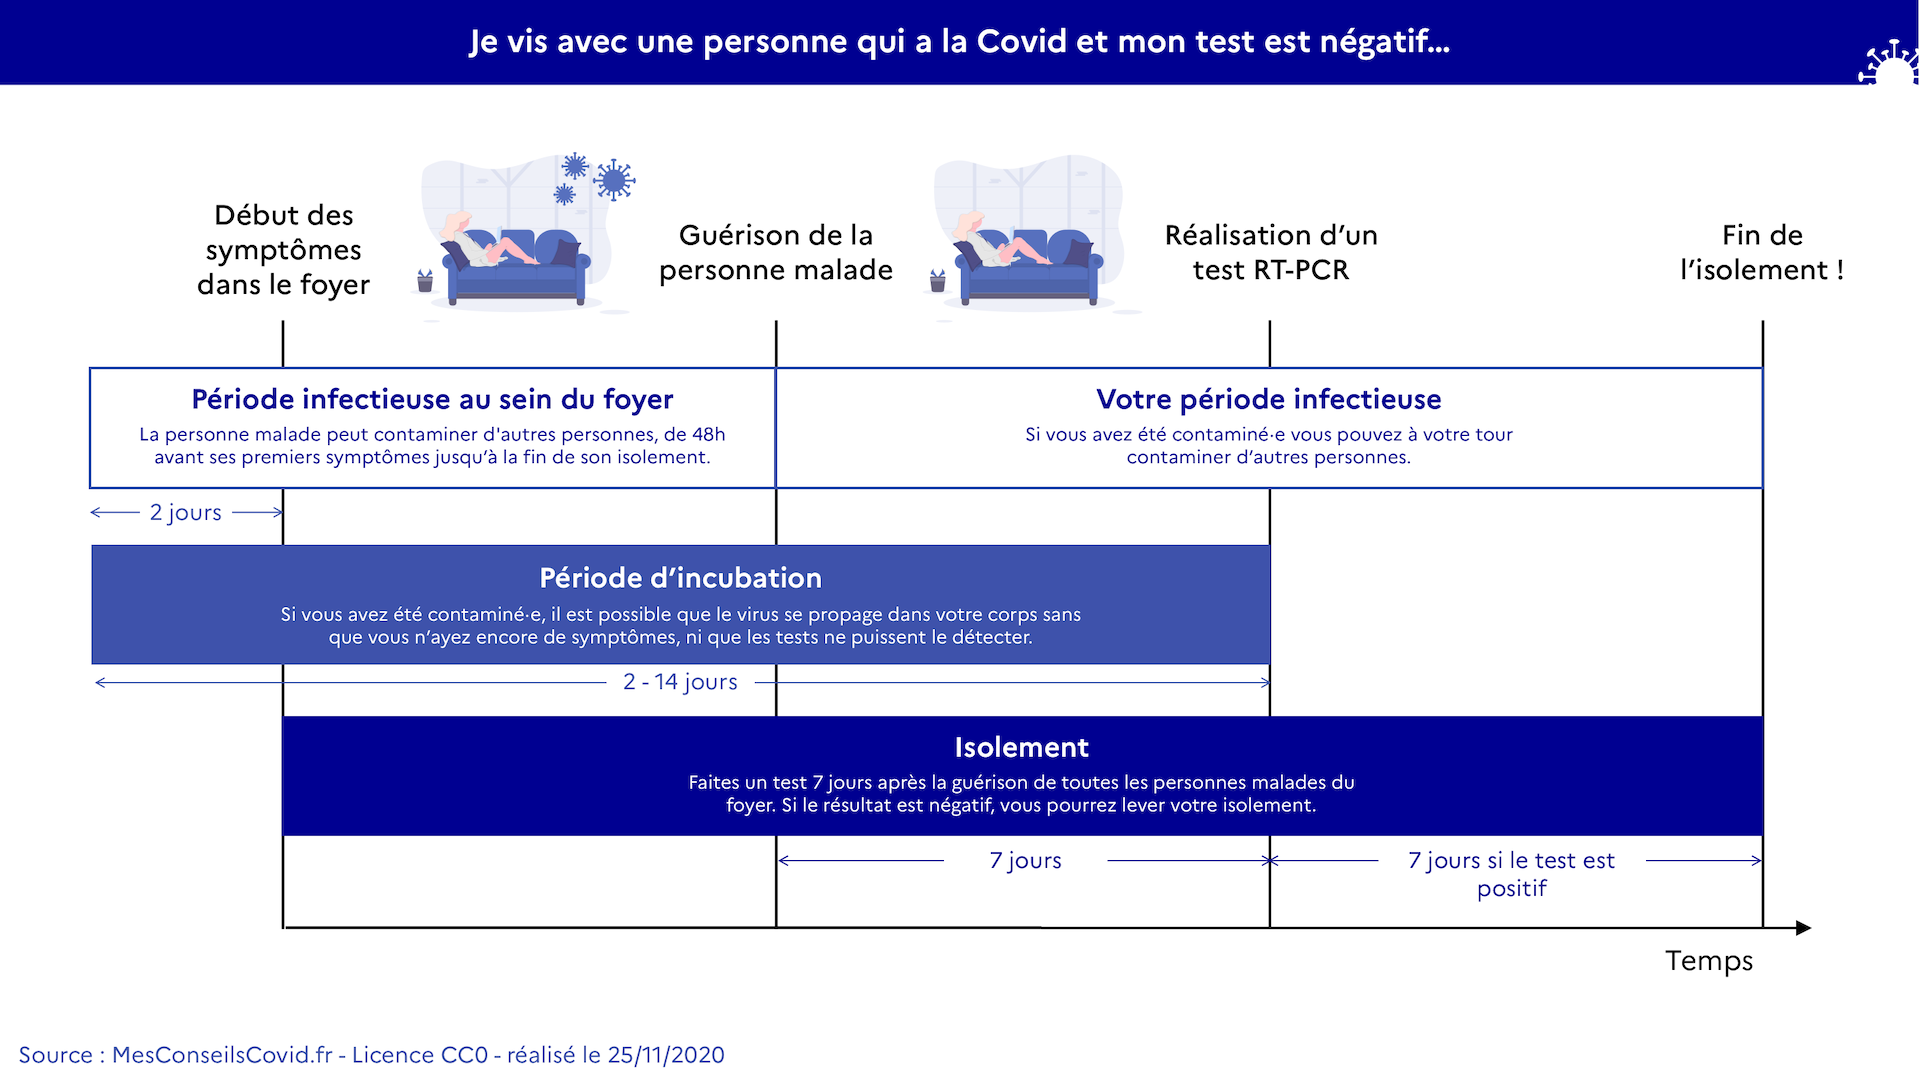 Je vis avec une personne qui a la Covid et mon test est négatif...
Début des
symptômes
dans le foyer
Guérison de la
personne malade
Réalisation d’un
test RT-PCR
Fin de
l’isolement !
Période infectieuse au sein du foyer
La personne malade peut contaminer d'autres personnes, de 48h
avant ses premiers symptômes jusqu’à la fin de son isolement.
Votre période infectieuse
Si vous avez été contaminé·e vous pouvez à votre tour
contaminer d’autres personnes.
2 jours
Période d’incubation
Si vous avez été contaminé·e, il est possible que le virus se propage dans votre corps sans
que vous n’ayez encore de symptômes, ni que les tests ne puissent le détecter.
2 - 14 jours
Isolement
Faites un test 7 jours après la guérison de toutes les personnes malades du
foyer. Si le résultat est négatif, vous pourrez lever votre isolement.
7 jours
7 jours si le test est
positif
Temps
Source : MesConseilsCovid.fr - Licence CC0 - réalisé le 25/11/2020